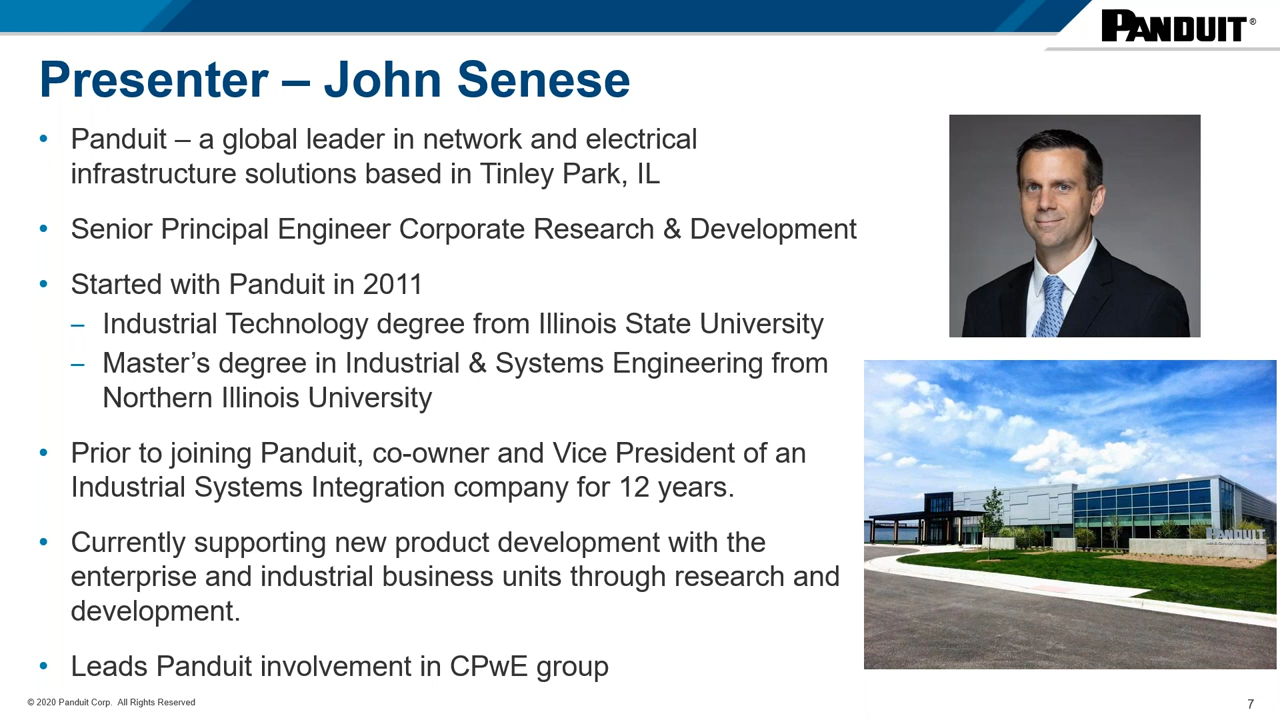 PANDUIT®
Presenter – John Senese
• Panduit – a global leader in network and electrical
infrastructure solutions based in Tinley Park, IL
• Senior Principal Engineer Corporate Research & Development
• Started with Panduit in 2011
– Industrial Technology degree from Illinois State University
– Master’s degree in Industrial & Systems Engineering from
Northern Illinois University
• Prior to joining Panduit, co-owner and Vice President of an
Industrial Systems Integration company for 12 years.
• Currently supporting new product development with the
enterprise and industrial business units through research and
development.
• Leads Panduit involvement in CPwE group
PANDUIT
© 2020 Panduit Corp. All Rights Reserved
7